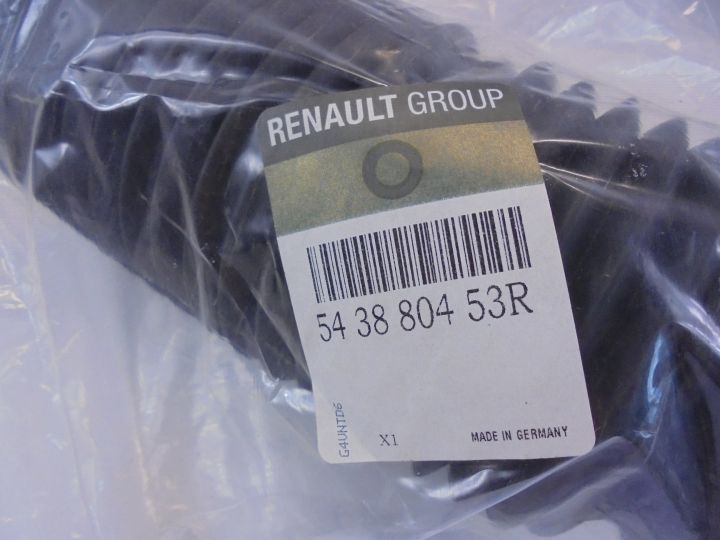 RENAULT GROUP
54 38 804 53R
G4UNTD6
X1
MADE IN GERMANY